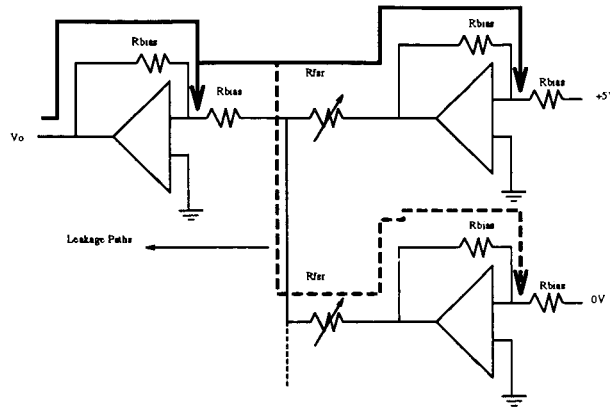 Rbias
Rbias
Rbias
Rfsr
Rbias
+5V
Vo
Leakage Paths
Rbias
Rfsr
Rbias
0V